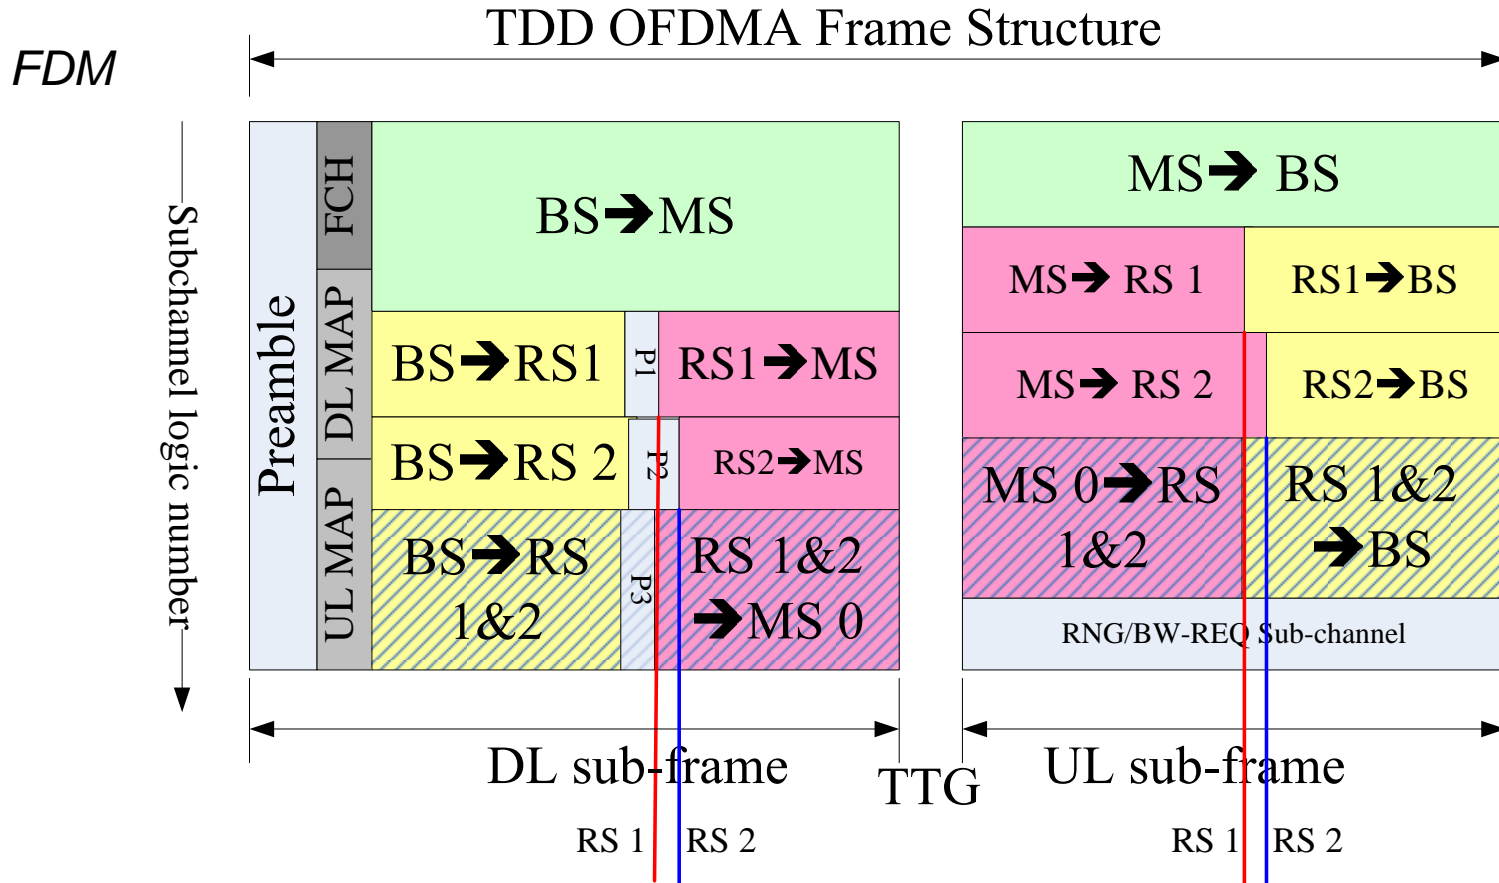 TDD OFDMA Frame Structure
FDM
Subchannel logic number
Preamble
FCH
DL MAP
UL MAP
BS➔MS
BS➔RS1
P1
RS1➔MS
BS➔RS 2
P2
RS2➔MS
BS➔RS
1&2
P3
RS 1&2
➔MS 0
MS➔ BS
MS➔ RS 1
RS1➔BS
MS➔ RS 2
RS2➔BS
MS 0➔RS
1&2
RS 1&2
➔BS
RNG/BW-REQ Sub-channel
DL sub-frame
TTG
UL sub-frame
RS 1
RS 2
RS 1
RS 2